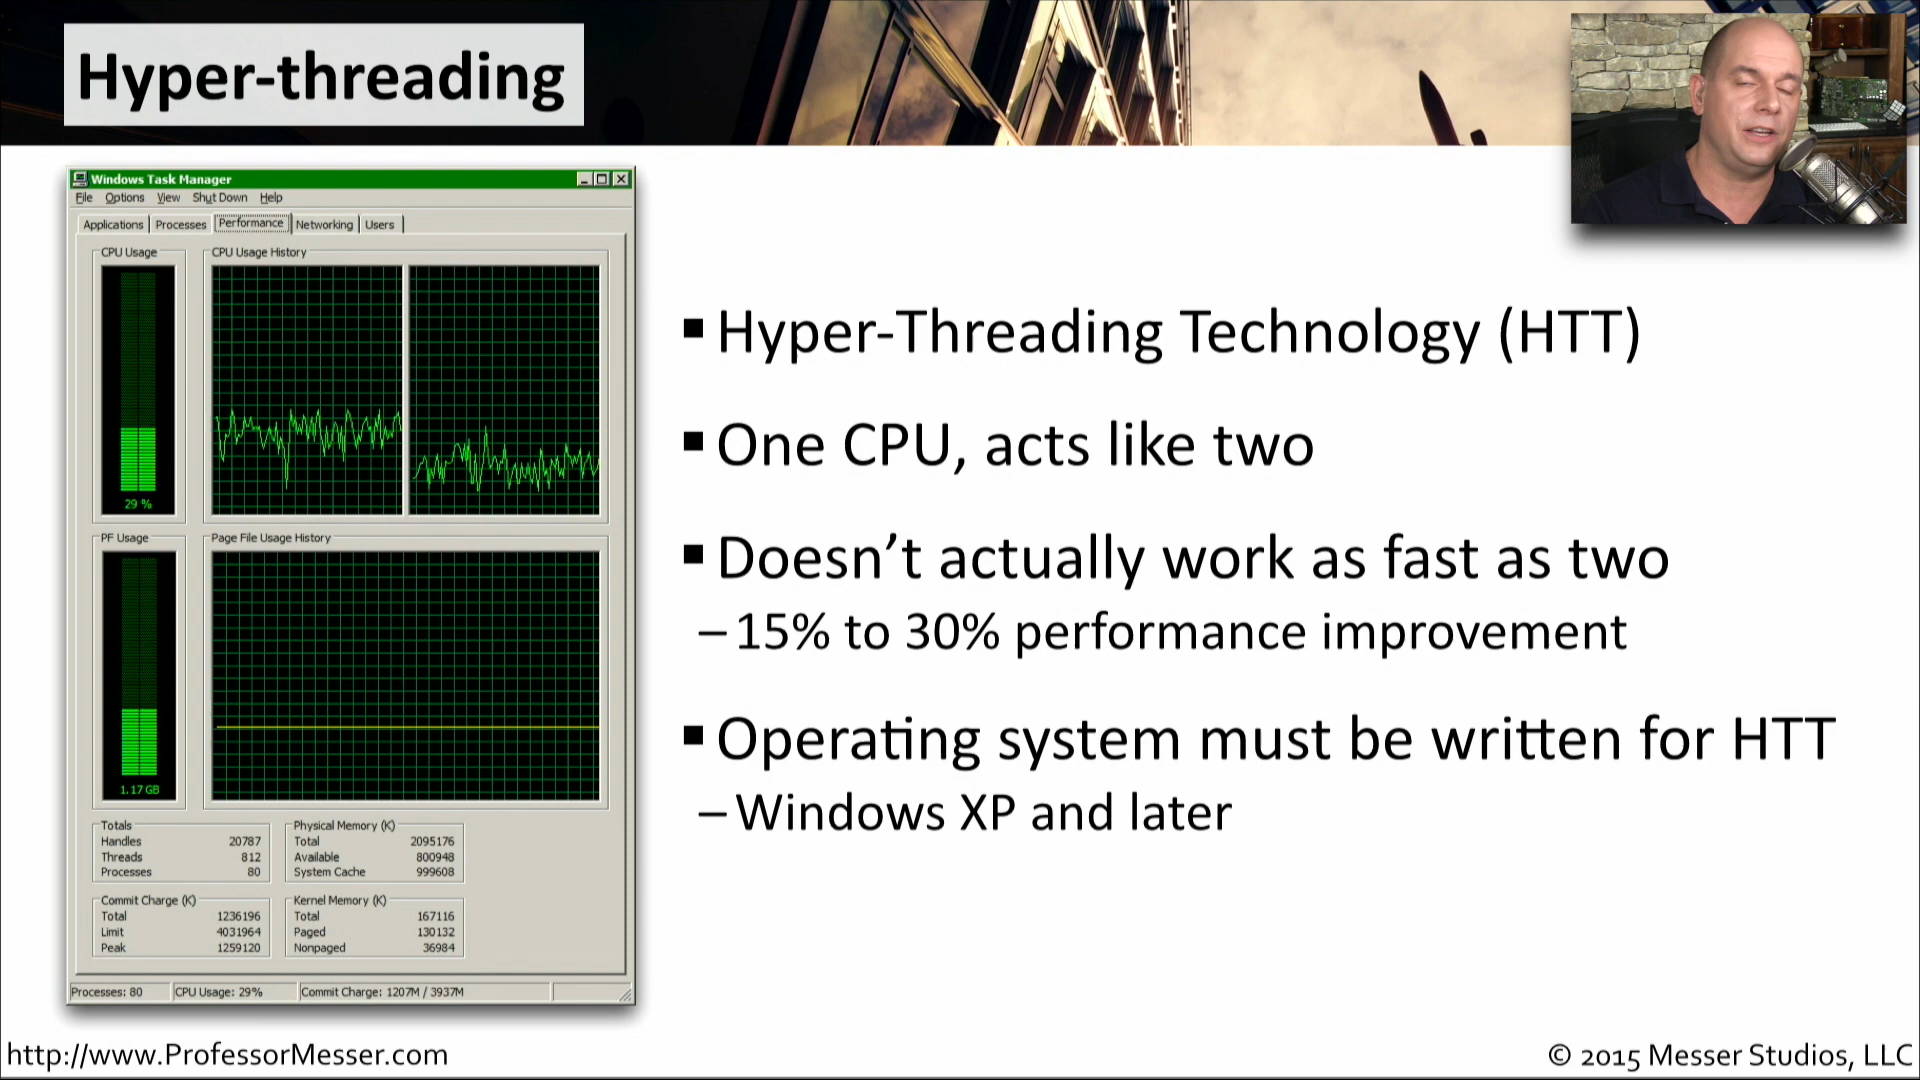 Hyper-threading
Windows Task Manager
File Options View Shut Down Help
Applications Processes Performance Networking Users
CPU Usage
CPU Usage History
29 %
PF Usage
Page File Usage History
1.17 GB
Totals
Handles 20787
Threads 812
Processes 80
Physical Memory (K)
Total 2095176
Available 800948
System Cache 999608
Commit Charge (K)
Total 1236196
Limit 4031964
Peak 1259120
Kernel Memory (K)
Total 167116
Paged 130132
Nonpaged 36984
Processes: 80 CPU Usage: 29% Commit Charge: 1207M / 3937M
▪ Hyper-Threading Technology (HTT)
▪ One CPU, acts like two
▪ Doesn’t actually work as fast as two
– 15% to 30% performance improvement
▪ Operating system must be written for HTT
– Windows XP and later
http://www.ProfessorMesser.com
© 2015 Messer Studios, LLC